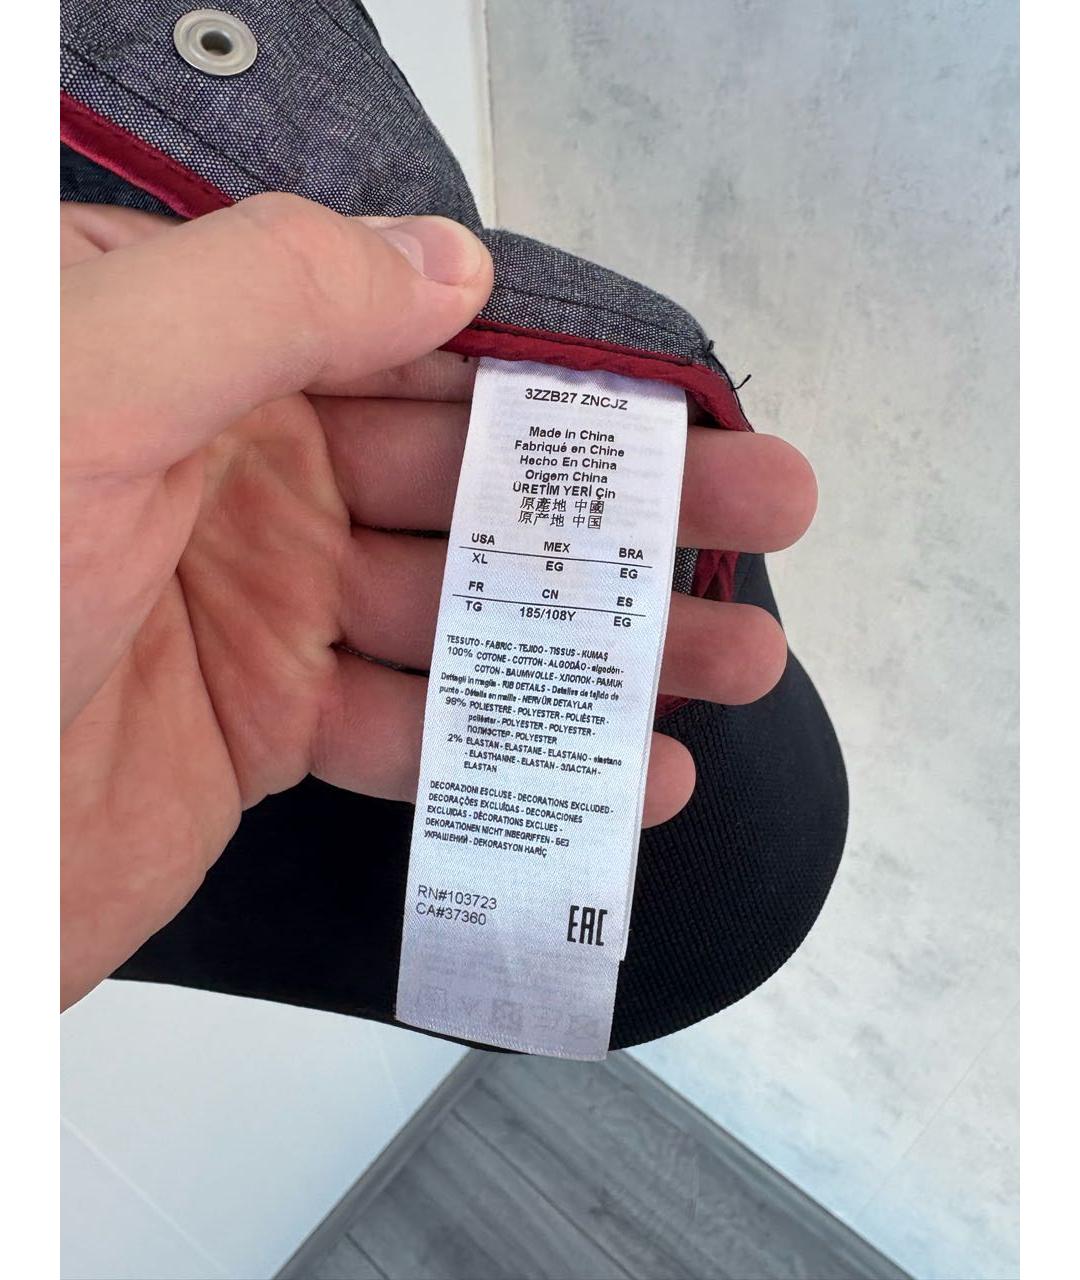 3ZZB27 ZNCJZ
Made in China
Fabriqué en Chine
Hecho En China
Origem China
ÜRETİM YERİ Çin
原產地 中國
原产地 中国
USA MEX BRA
XL EG EG
FR CN ES
TG 185/108Y EG
TESSUTO - FABRIC - TEJIDO - TISSUS - KUMAŞ
100% COTONE - COTTON - ALGODÃO - algodón -
COTON - BAUMWOLLE - ХЛОПОК - PAMUK
Dettagli in maglia - RIB DETAILS - Detalles de tejido de
punto - Détails en maille - NERVÜR DETAYLAR
98% POLIESTERE - POLYESTER - POLIÉSTER -
poliéster - POLYESTER - POLYESTER -
ПОЛИЭСТЕР - POLYESTER
2% ELASTAN - ELASTANE - ELASTANO - elastano
- ELASTHANNE - ELASTAN - ЭЛАСТАН -
ELASTAN
DECORAZIONI ESCLUSE - DECORATIONS EXCLUDED -
DECORAÇÕES EXCLUÍDAS - DECORACIONES
EXCLUIDAS - DÉCORATIONS EXCLUES -
DEKORATIONEN NICHT INBEGRIFFEN - БЕЗ
УКРАШЕНИЙ - DEKORASYON HARİÇ
RN#103723
CA#37360
EAC